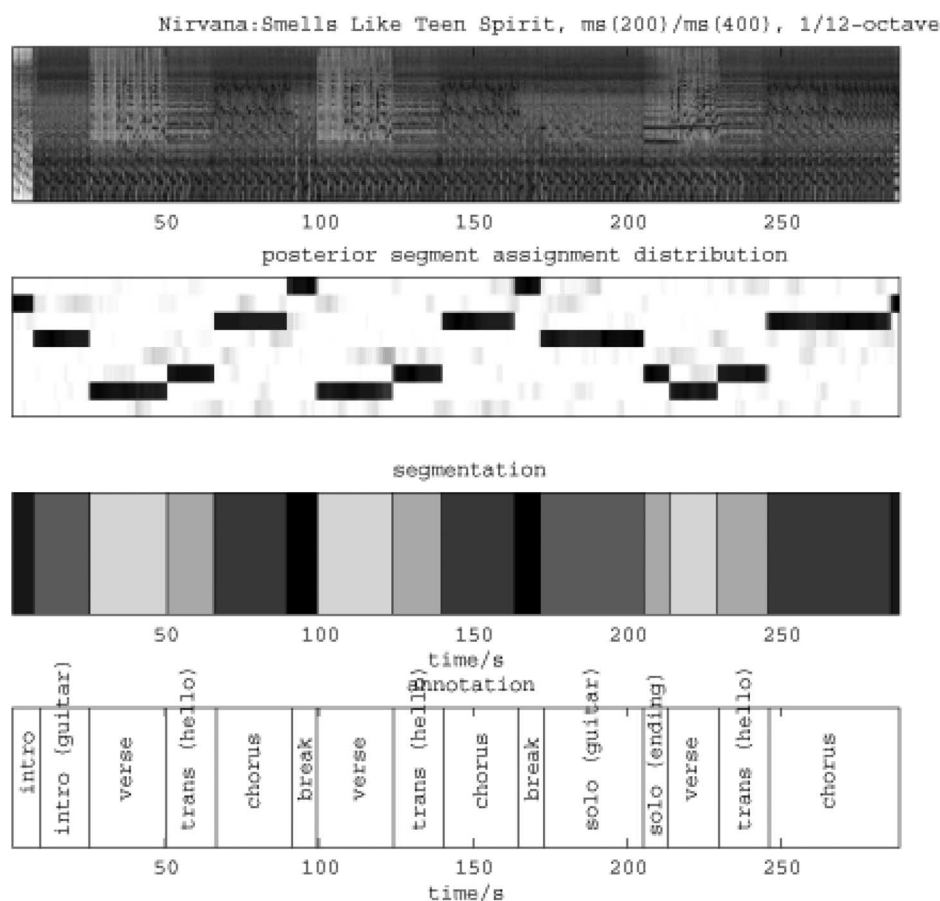 Nirvana:Smells Like Teen Spirit, ms(200)/ms(400), 1/12-octave
50 100 150 200 250
posterior segment assignment distribution
segmentation
50 100 150 200 250
time/s
annotation
intro
intro (guitar)
verse
trans (hello)
chorus
break
verse
trans (hello)
chorus
break
solo (guitar)
solo (ending)
verse
trans (hello)
chorus
50 100 150 200 250
time/s